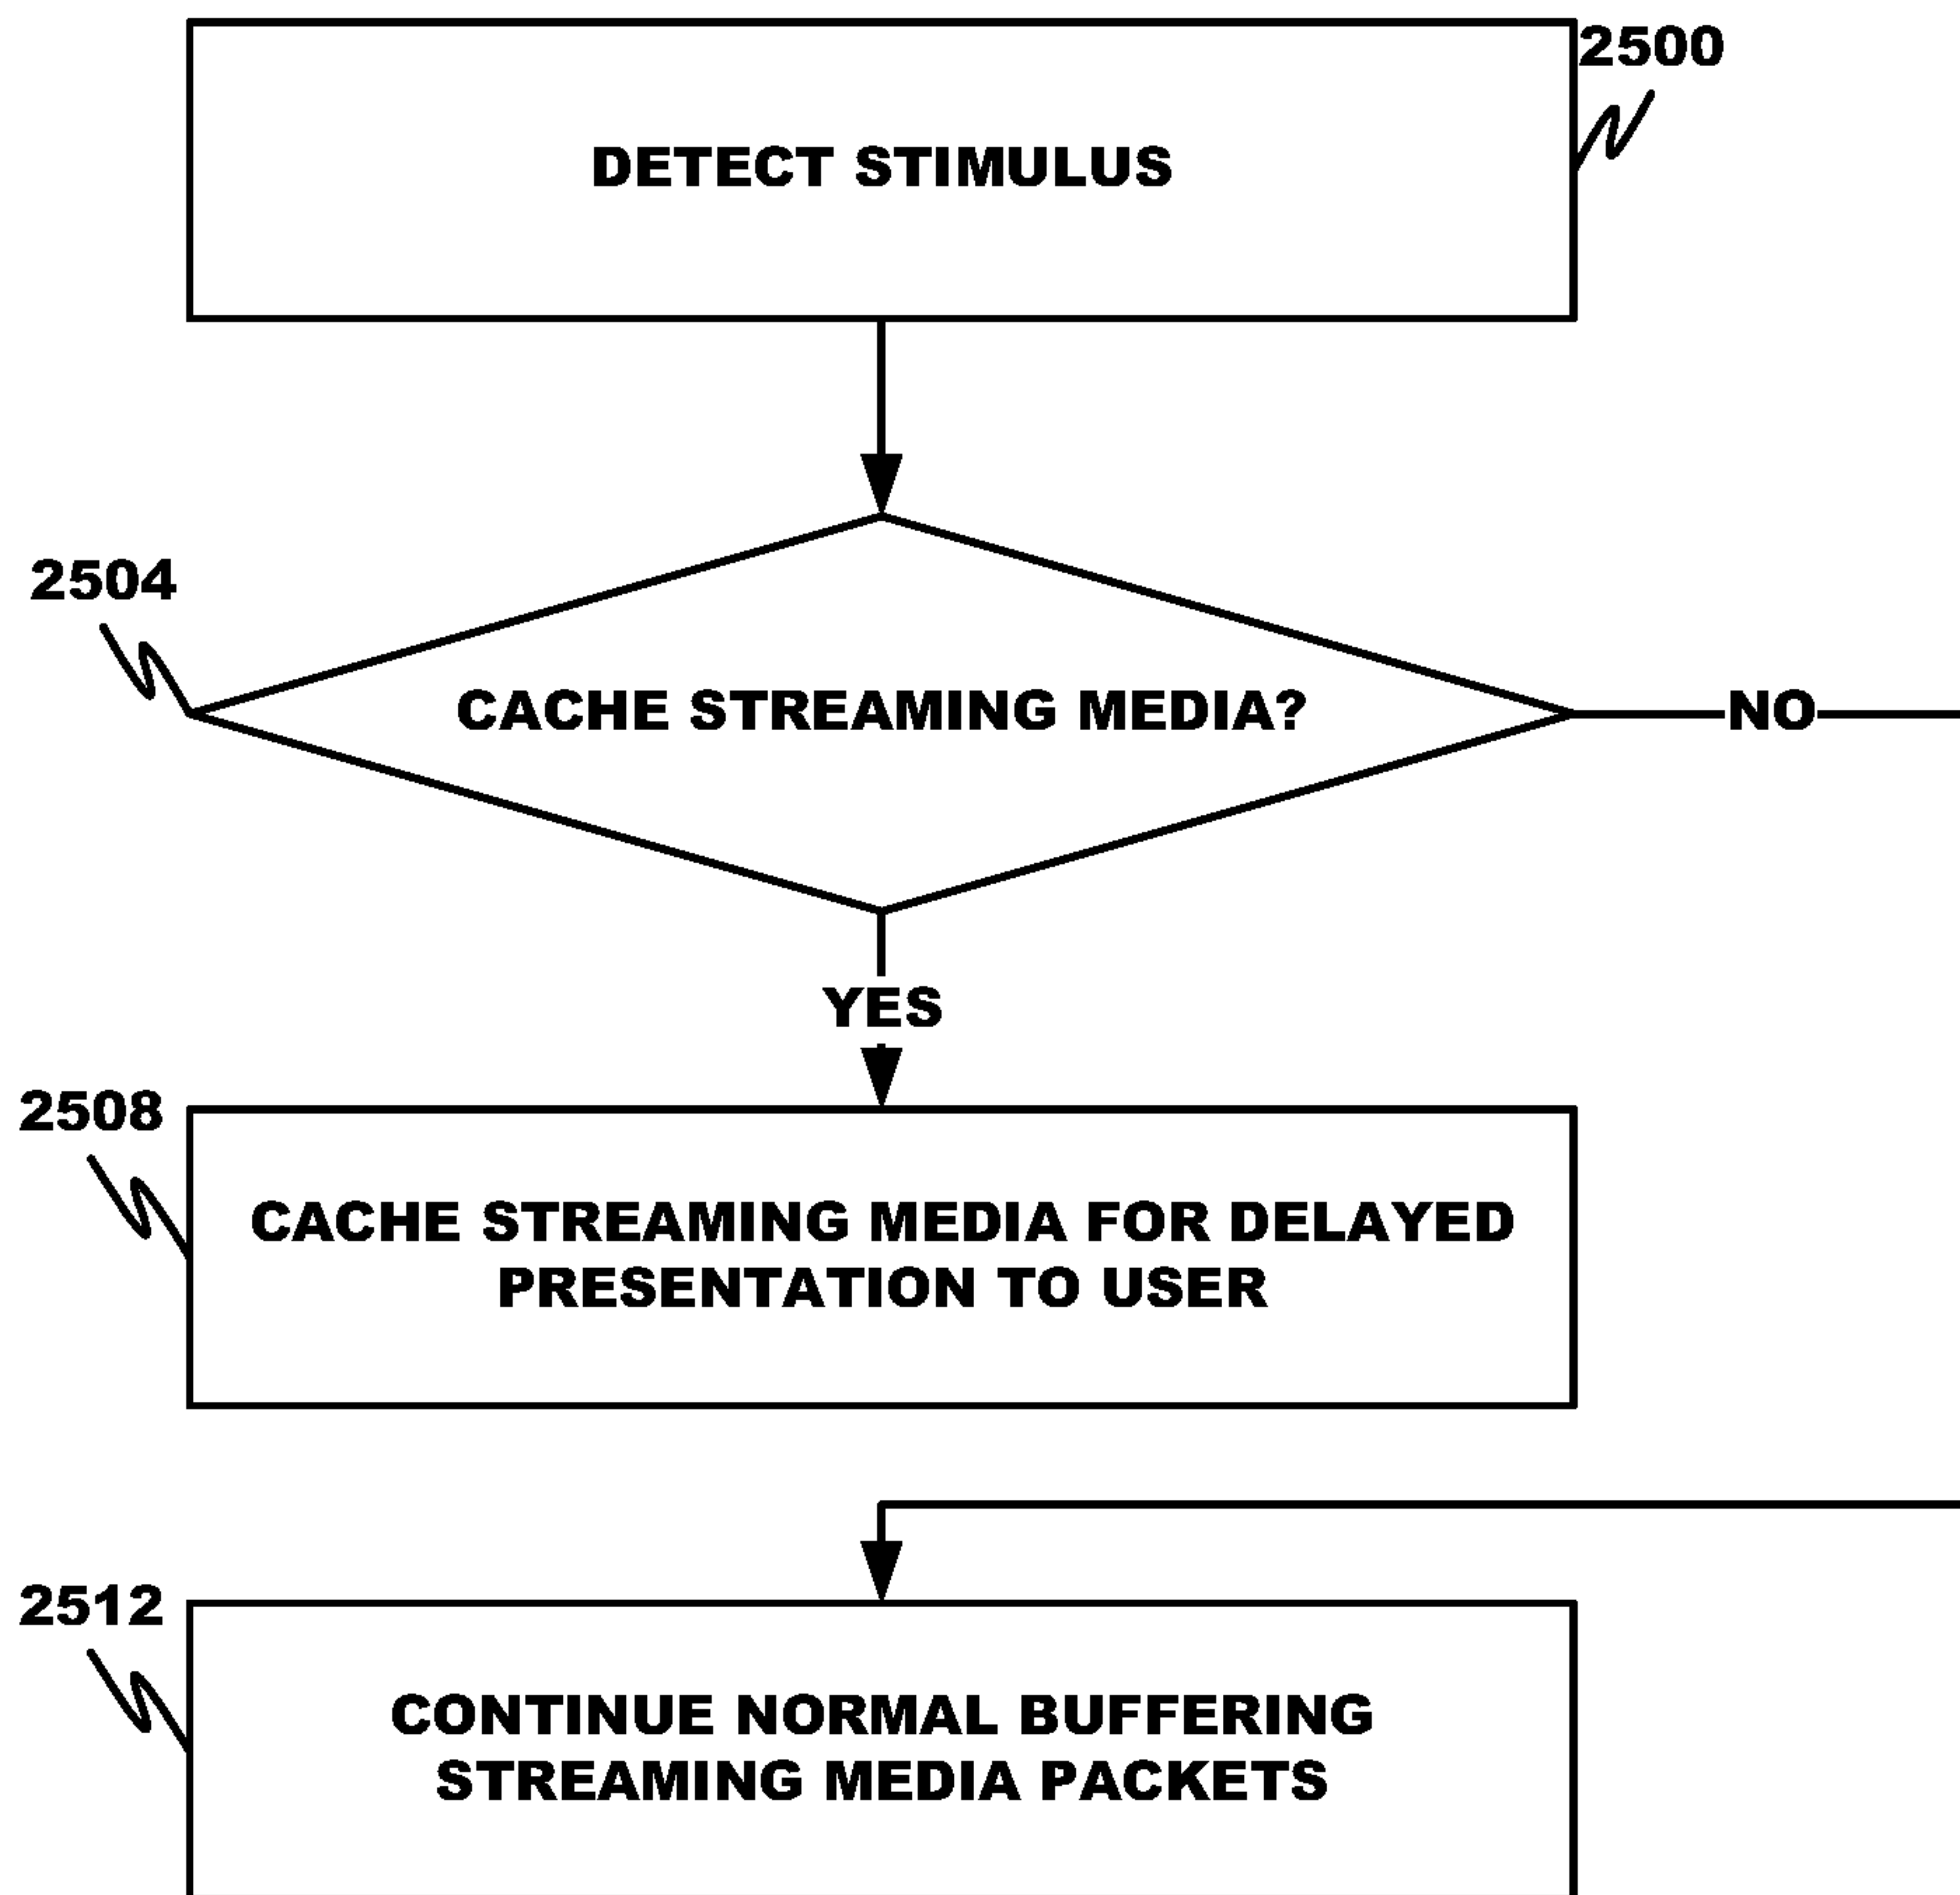 2500
DETECT STIMULUS
2504
CACHE STREAMING MEDIA?
NO
YES
2508
CACHE STREAMING MEDIA FOR DELAYED
PRESENTATION TO USER
2512
CONTINUE NORMAL BUFFERING
STREAMING MEDIA PACKETS